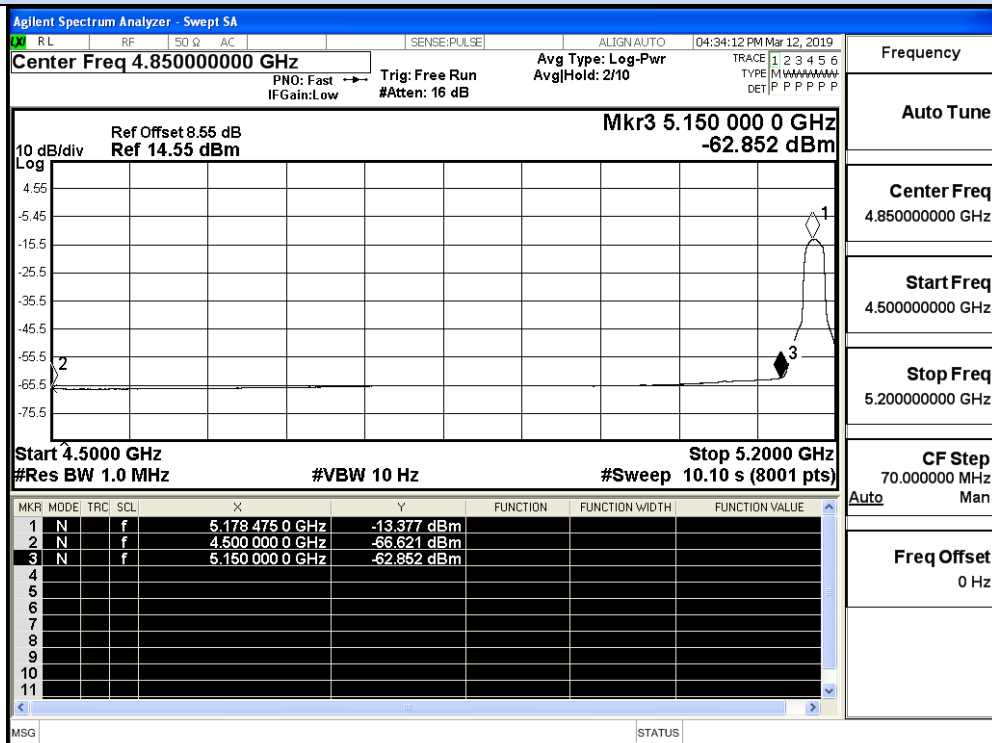 Agilent Spectrum Analyzer - Swept SA
LXI RL RF 50 Ω AC SENSE:PULSE ALIGN AUTO 04:34:12 PM Mar 12, 2019
Center Freq 4.850000000 GHz
PNO: Fast
IFGain:Low
Trig: Free Run
#Atten: 16 dB
Avg Type: Log-Pwr
Avg|Hold: 2/10
TRACE 1 2 3 4 5 6
TYPE M WWWWW
DET P P P P P P
Ref Offset 8.55 dB
10 dB/div Ref 14.55 dBm
Log
Mkr3 5.150 000 0 GHz
-62.852 dBm
4.55
-5.45
-15.5
-25.5
-35.5
-45.5
-55.5
-65.5
-75.5
1
2
3
Start 4.5000 GHz Stop 5.2000 GHz
#Res BW 1.0 MHz #VBW 10 Hz #Sweep 10.10 s (8001 pts)
MKR MODE TRC SCL X Y FUNCTION FUNCTION WIDTH FUNCTION VALUE
1 N f 5.178 475 0 GHz -13.377 dBm
2 N f 4.500 000 0 GHz -66.621 dBm
3 N f 5.150 000 0 GHz -62.852 dBm
4
5
6
7
8
9
10
11
MSG STATUS
Frequency
Auto Tune
Center Freq
4.850000000 GHz
Start Freq
4.500000000 GHz
Stop Freq
5.200000000 GHz
CF Step
70.000000 MHz
Auto Man
Freq Offset
0 Hz